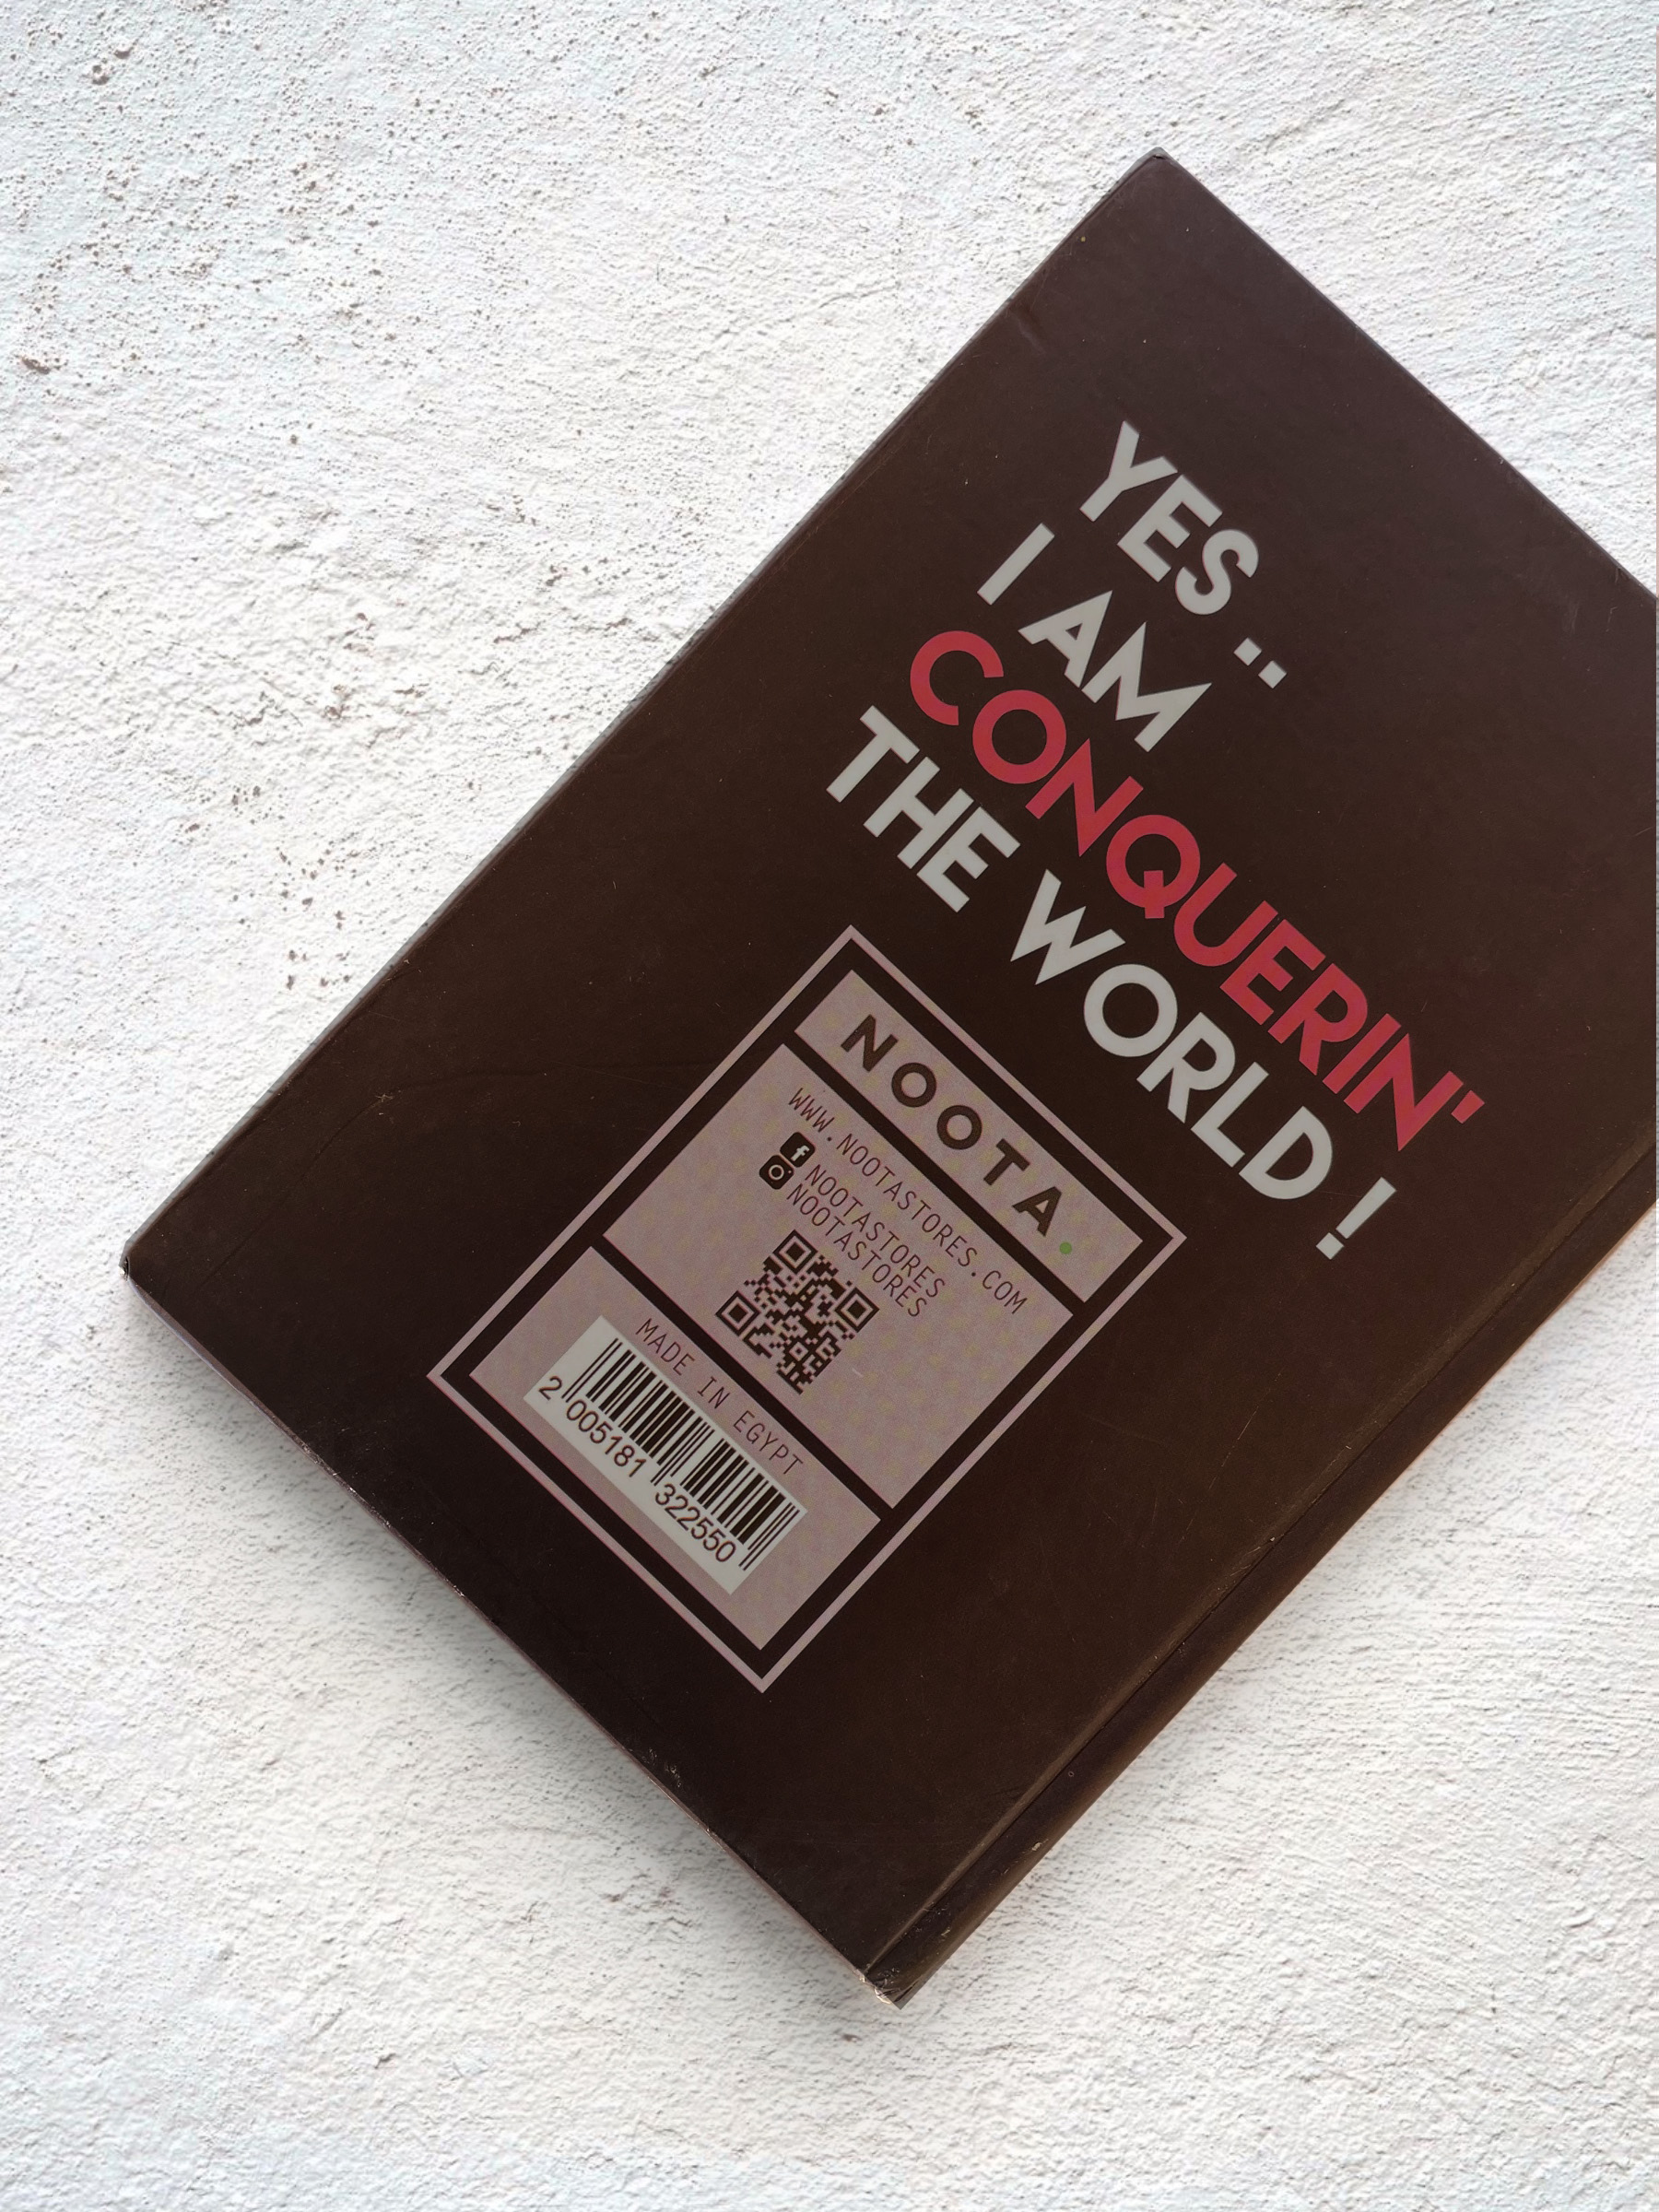 YES ..
I AM
CONQUERIN'
THE WORLD !
NOOTA.
WWW.NOOTASTORES.COM
NOOTASTORES
NOOTASTORES
MADE IN EGYPT
2 005181 322550